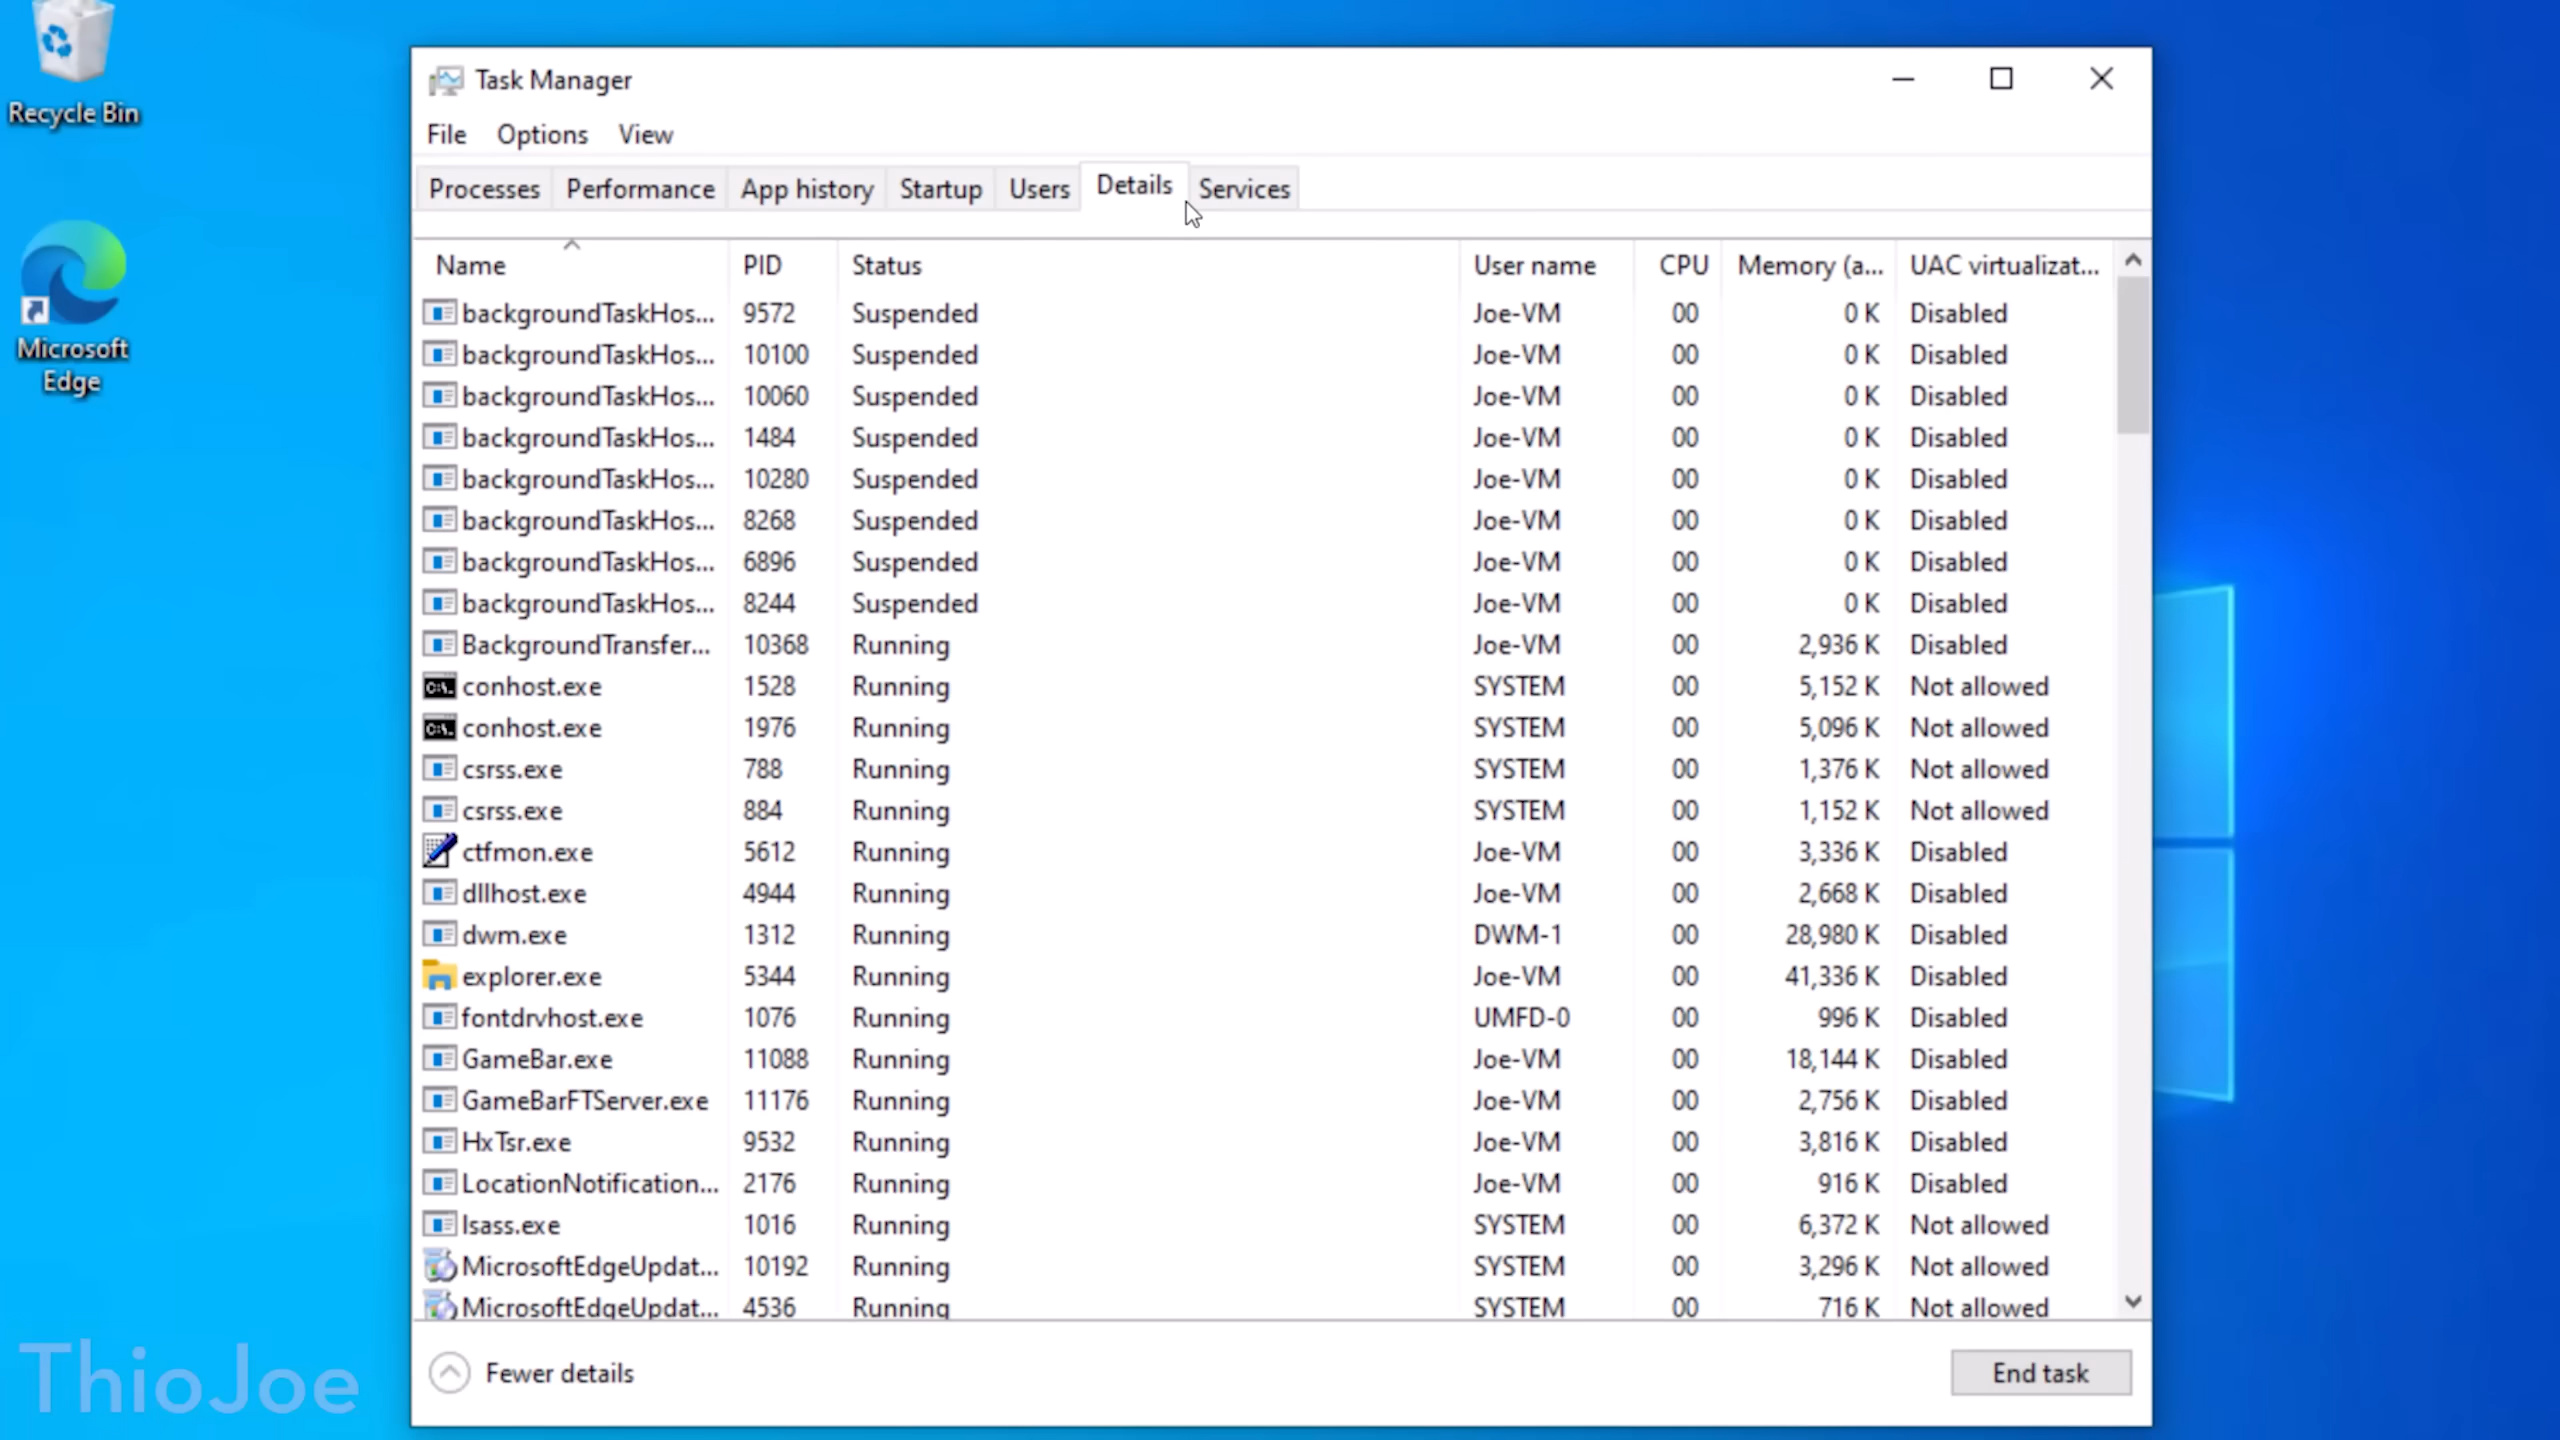 Recycle Bin
Microsoft
Edge
Task Manager
File Options View
Processes Performance App history Startup Users Details Services
Name PID Status User name CPU Memory (a... UAC virtualizat...
backgroundTaskHos... 9572 Suspended Joe-VM 00 0 K Disabled
backgroundTaskHos... 10100 Suspended Joe-VM 00 0 K Disabled
backgroundTaskHos... 10060 Suspended Joe-VM 00 0 K Disabled
backgroundTaskHos... 1484 Suspended Joe-VM 00 0 K Disabled
backgroundTaskHos... 10280 Suspended Joe-VM 00 0 K Disabled
backgroundTaskHos... 8268 Suspended Joe-VM 00 0 K Disabled
backgroundTaskHos... 6896 Suspended Joe-VM 00 0 K Disabled
backgroundTaskHos... 8244 Suspended Joe-VM 00 0 K Disabled
BackgroundTransfer... 10368 Running Joe-VM 00 2,936 K Disabled
conhost.exe 1528 Running SYSTEM 00 5,152 K Not allowed
conhost.exe 1976 Running SYSTEM 00 5,096 K Not allowed
csrss.exe 788 Running SYSTEM 00 1,376 K Not allowed
csrss.exe 884 Running SYSTEM 00 1,152 K Not allowed
ctfmon.exe 5612 Running Joe-VM 00 3,336 K Disabled
dllhost.exe 4944 Running Joe-VM 00 2,668 K Disabled
dwm.exe 1312 Running DWM-1 00 28,980 K Disabled
explorer.exe 5344 Running Joe-VM 00 41,336 K Disabled
fontdrvhost.exe 1076 Running UMFD-0 00 996 K Disabled
GameBar.exe 11088 Running Joe-VM 00 18,144 K Disabled
GameBarFTServer.exe 11176 Running Joe-VM 00 2,756 K Disabled
HxTsr.exe 9532 Running Joe-VM 00 3,816 K Disabled
LocationNotification... 2176 Running Joe-VM 00 916 K Disabled
lsass.exe 1016 Running SYSTEM 00 6,372 K Not allowed
MicrosoftEdgeUpdat... 10192 Running SYSTEM 00 3,296 K Not allowed
MicrosoftEdgeUpdat... 4536 Running SYSTEM 00 716 K Not allowed
Fewer details End task
ThioJoe